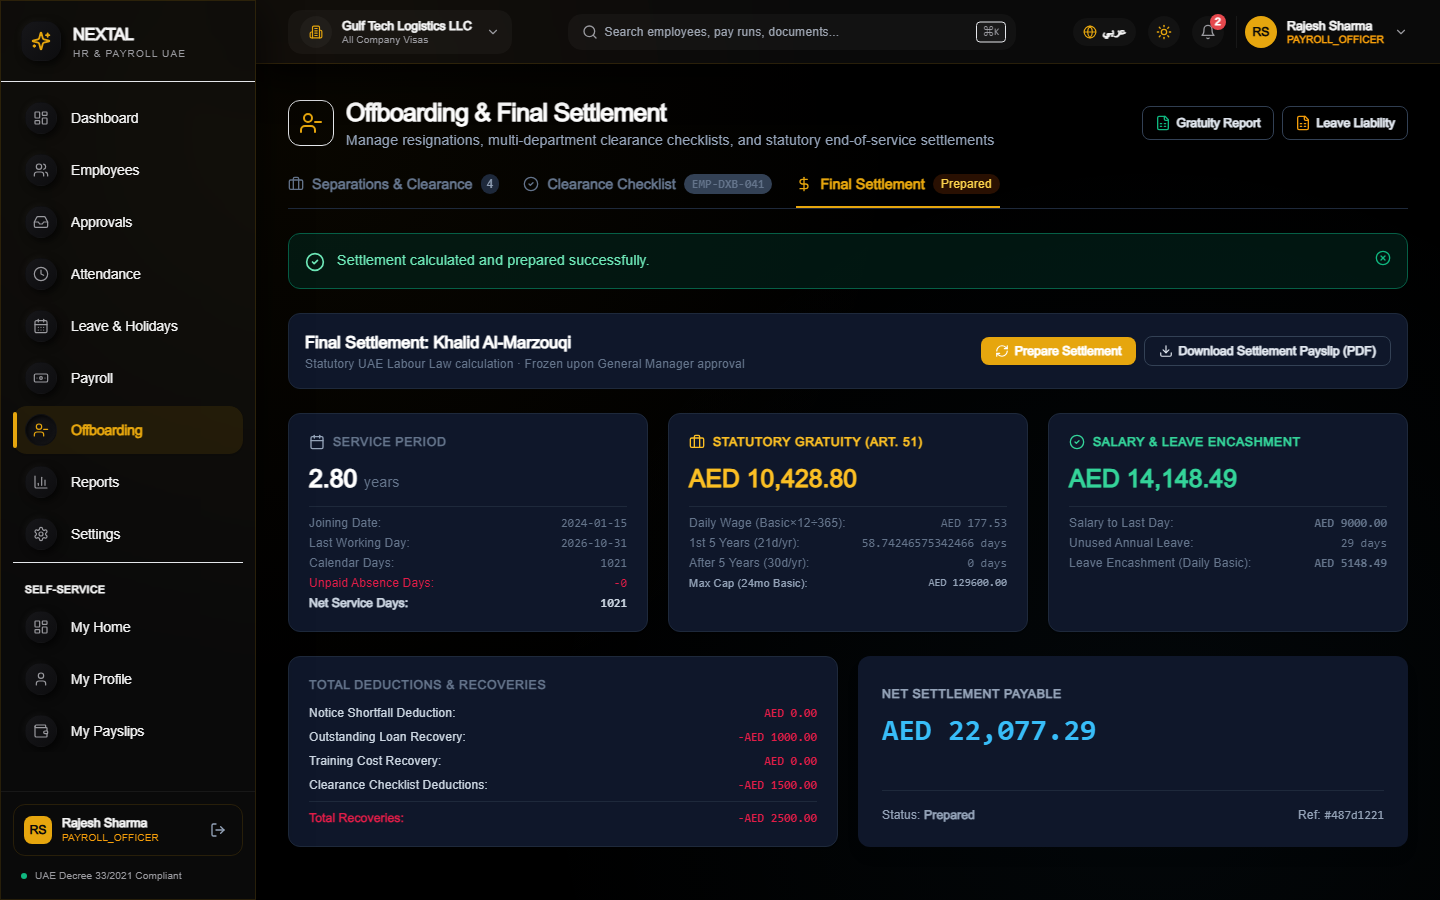 NEXTAL
HR & PAYROLL UAE
Gulf Tech Logistics LLC
All Company Visas
Search employees, pay runs, documents...
⌘K
عربي
2
RS
Rajesh Sharma
PAYROLL_OFFICER
Dashboard
Employees
Approvals
Attendance
Leave & Holidays
Payroll
Offboarding
Reports
Settings
SELF-SERVICE
My Home
My Profile
My Payslips
RS
Rajesh Sharma
PAYROLL_OFFICER
UAE Decree 33/2021 Compliant
Offboarding & Final Settlement
Manage resignations, multi-department clearance checklists, and statutory end-of-service settlements
Gratuity Report
Leave Liability
Separations & Clearance 4
Clearance Checklist EMP-DXB-041
Final Settlement Prepared
Settlement calculated and prepared successfully.
Final Settlement: Khalid Al-Marzouqi
Statutory UAE Labour Law calculation · Frozen upon General Manager approval
Prepare Settlement
Download Settlement Payslip (PDF)
SERVICE PERIOD
2.80 years
Joining Date: 2024-01-15
Last Working Day: 2026-10-31
Calendar Days: 1021
Unpaid Absence Days: -0
Net Service Days: 1021
STATUTORY GRATUITY (ART. 51)
AED 10,428.80
Daily Wage (Basic×12÷365): AED 177.53
1st 5 Years (21d/yr): 58.74246575342466 days
After 5 Years (30d/yr): 0 days
Max Cap (24mo Basic): AED 129600.00
SALARY & LEAVE ENCASHMENT
AED 14,148.49
Salary to Last Day: AED 9000.00
Unused Annual Leave: 29 days
Leave Encashment (Daily Basic): AED 5148.49
TOTAL DEDUCTIONS & RECOVERIES
Notice Shortfall Deduction: AED 0.00
Outstanding Loan Recovery: -AED 1000.00
Training Cost Recovery: AED 0.00
Clearance Checklist Deductions: -AED 1500.00
Total Recoveries: -AED 2500.00
NET SETTLEMENT PAYABLE
AED 22,077.29
Status: Prepared
Ref: #487d1221